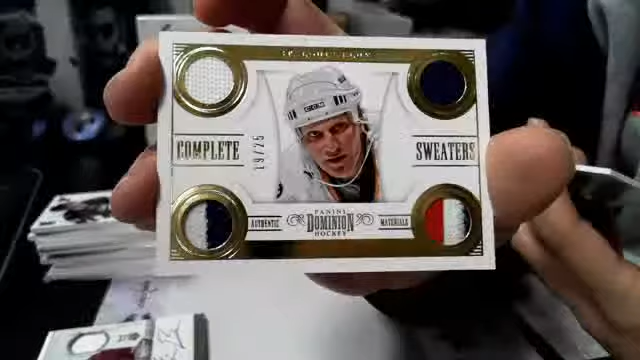 COMPLETE
19/25
SWEATERS
AUTHENTIC
PANINI
DOMINION
HOCKEY
MATERIALS